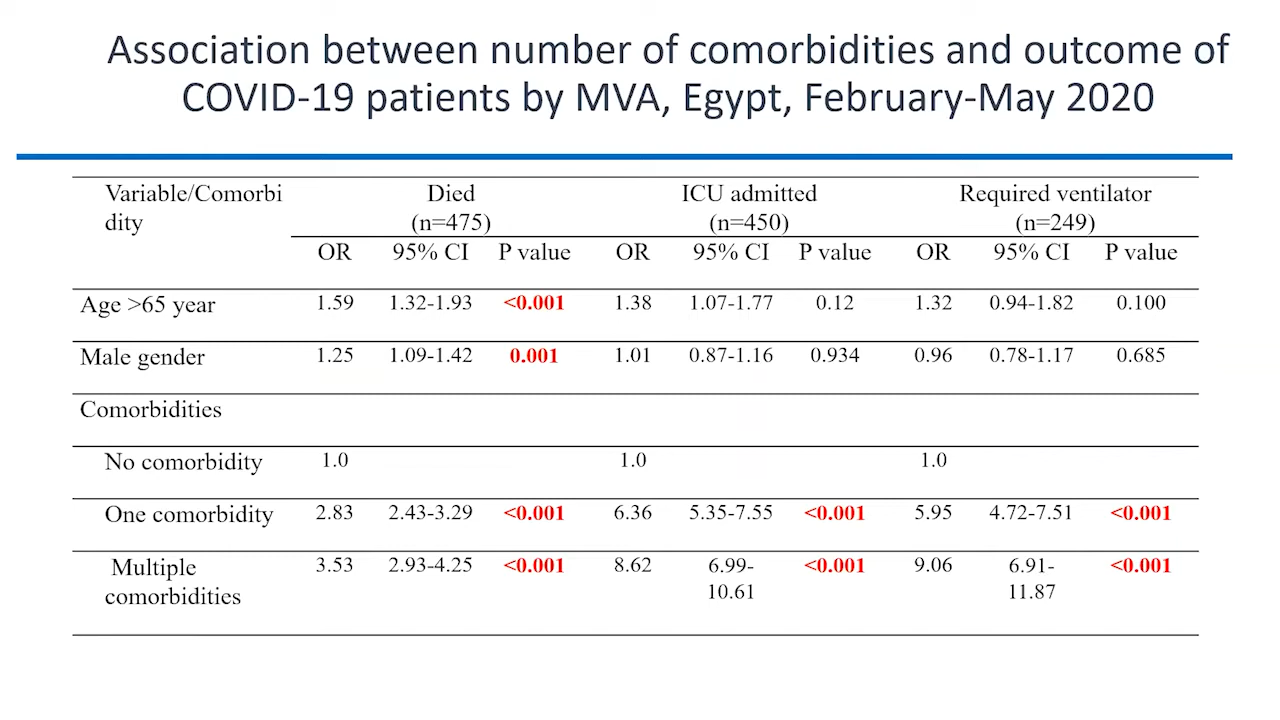 Association between number of comorbidities and outcome of
COVID-19 patients by MVA, Egypt, February-May 2020
Variable/Comorbi Died ICU admitted Required ventilator
dity (n=475) (n=450) (n=249)
OR 95% CI P value OR 95% CI P value OR 95% CI P value
Age >65 year 1.59 1.32-1.93 <0.001 1.38 1.07-1.77 0.12 1.32 0.94-1.82 0.100
Male gender 1.25 1.09-1.42 0.001 1.01 0.87-1.16 0.934 0.96 0.78-1.17 0.685
Comorbidities
No comorbidity 1.0 1.0 1.0
One comorbidity 2.83 2.43-3.29 <0.001 6.36 5.35-7.55 <0.001 5.95 4.72-7.51 <0.001
Multiple 3.53 2.93-4.25 <0.001 8.62 6.99- <0.001 9.06 6.91- <0.001
comorbidities 10.61 11.87